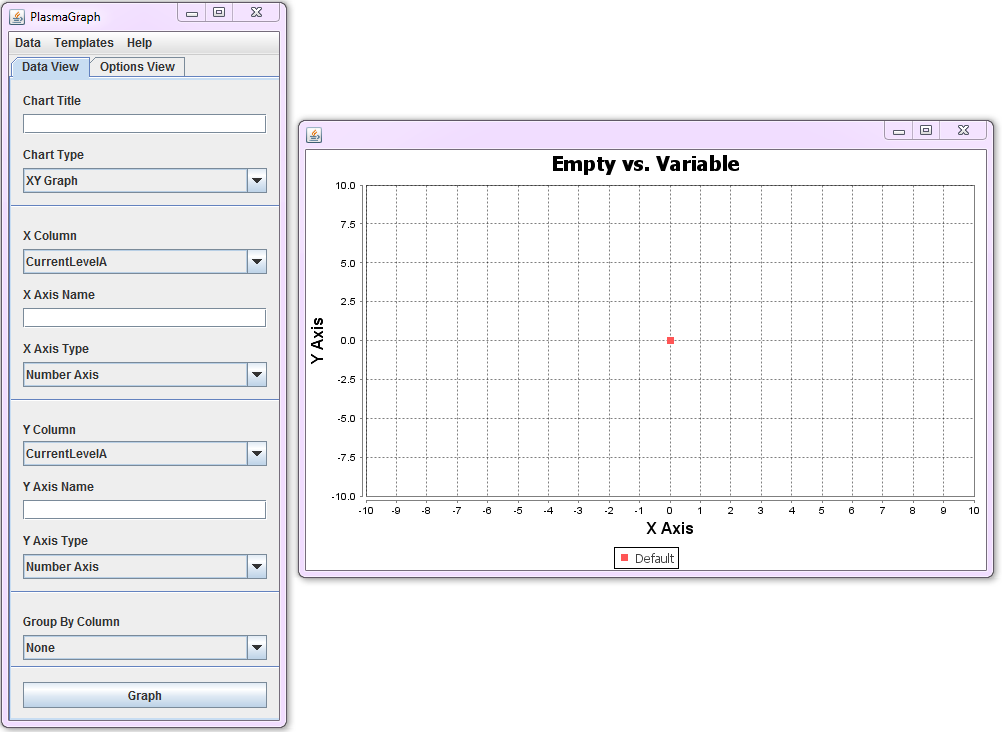 PlasmaGraph
Data Templates Help
Data View Options View
Chart Title
Chart Type
XY Graph
X Column
CurrentLevelA
X Axis Name
X Axis Type
Number Axis
Y Column
CurrentLevelA
Y Axis Name
Y Axis Type
Number Axis
Group By Column
None
Graph
Empty vs. Variable
Y Axis
10.0
7.5
5.0
2.5
0.0
-2.5
-5.0
-7.5
-10.0
-10 -9 -8 -7 -6 -5 -4 -3 -2 -1 0 1 2 3 4 5 6 7 8 9 10
X Axis
Default